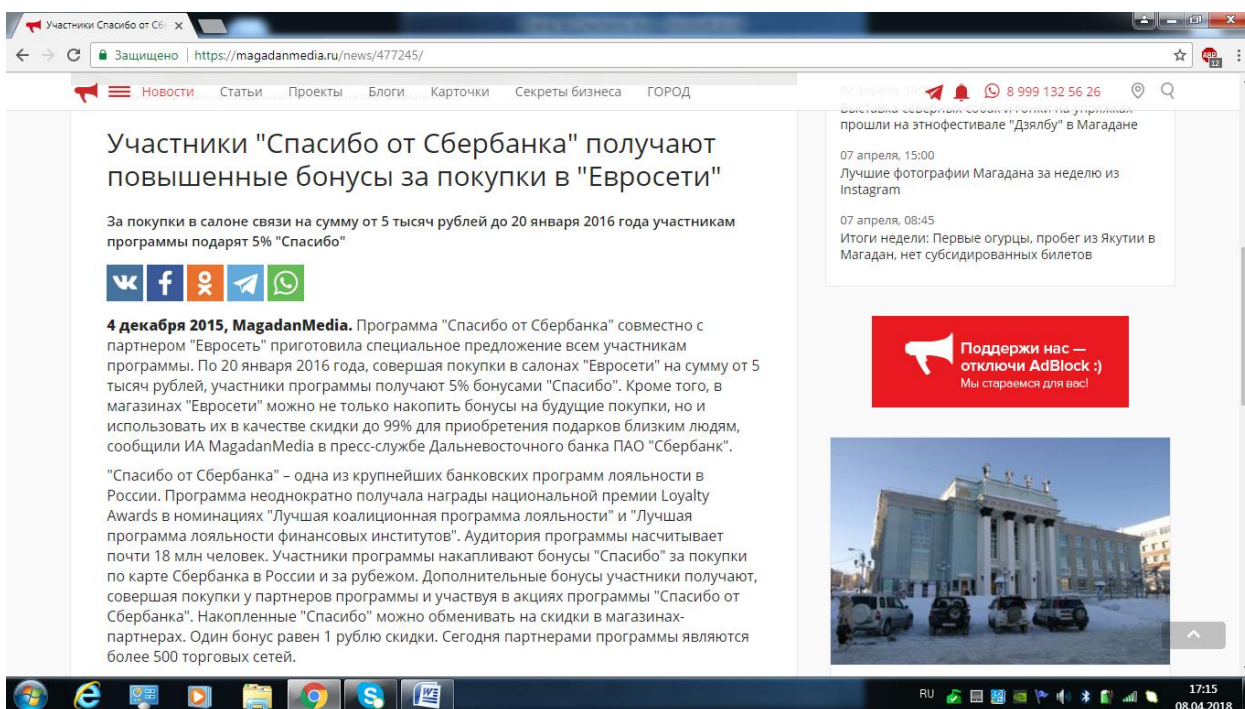 Участники Спасибо от Сбе
Защищено | https://magadanmedia.ru/news/477245/
ABP
12
Новости Статьи Проекты Блоги Карточки Секреты бизнеса ГОРОД
8 999 132 56 26
Участники "Спасибо от Сбербанка" получают
повышенные бонусы за покупки в "Евросети"
За покупки в салоне связи на сумму от 5 тысяч рублей до 20 января 2016 года участникам
программы подарят 5% "Спасибо"
4 декабря 2015, MagadanMedia. Программа "Спасибо от Сбербанка" совместно с
партнером "Евросеть" приготовила специальное предложение всем участникам
программы. По 20 января 2016 года, совершая покупки в салонах "Евросети" на сумму от 5
тысяч рублей, участники программы получают 5% бонусами "Спасибо". Кроме того, в
магазинах "Евросети" можно не только накопить бонусы на будущие покупки, но и
использовать их в качестве скидки до 99% для приобретения подарков близким людям,
сообщили ИА MagadanMedia в пресс-службе Дальневосточного банка ПАО "Сбербанк".
"Спасибо от Сбербанка" – одна из крупнейших банковских программ лояльности в
России. Программа неоднократно получала награды национальной премии Loyalty
Awards в номинациях "Лучшая коалиционная программа лояльности" и "Лучшая
программа лояльности финансовых институтов". Аудитория программы насчитывает
почти 18 млн человек. Участники программы накапливают бонусы "Спасибо" за покупки
по карте Сбербанка в России и за рубежом. Дополнительные бонусы участники получают,
совершая покупки у партнеров программы и участвуя в акциях программы "Спасибо от
Сбербанка". Накопленные "Спасибо" можно обменивать на скидки в магазинах-
партнерах. Один бонус равен 1 рублю скидки. Сегодня партнерами программы являются
более 500 торговых сетей.
Выставка северных собак и гонки на упряжках
прошли на этнофестивале "Дялбу" в Магадане
07 апреля, 15:00
Лучшие фотографии Магадана за неделю из
Instagram
07 апреля, 08:45
Итоги недели: Первые огурцы, пробег из Якутии в
Магадан, нет субсидированных билетов
Поддержи нас —
отключи AdBlock :)
Мы стараемся для вас!
RU
17:15
08.04.2018